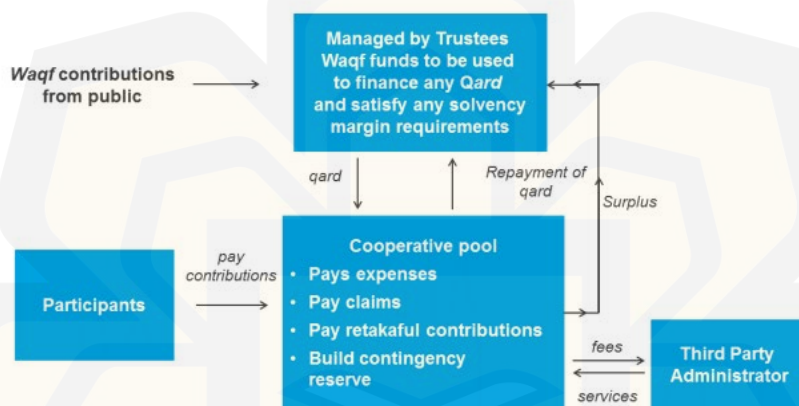 Waqf contributions
from public
Managed by Trustees
Waqf funds to be used
to finance any Qard
and satisfy any solvency
margin requirements
qard
Repayment of
qard
Surplus
Participants
pay
contributions
Cooperative pool
• Pays expenses
• Pay claims
• Pay retakaful contributions
• Build contingency
reserve
fees
services
Third Party
Administrator